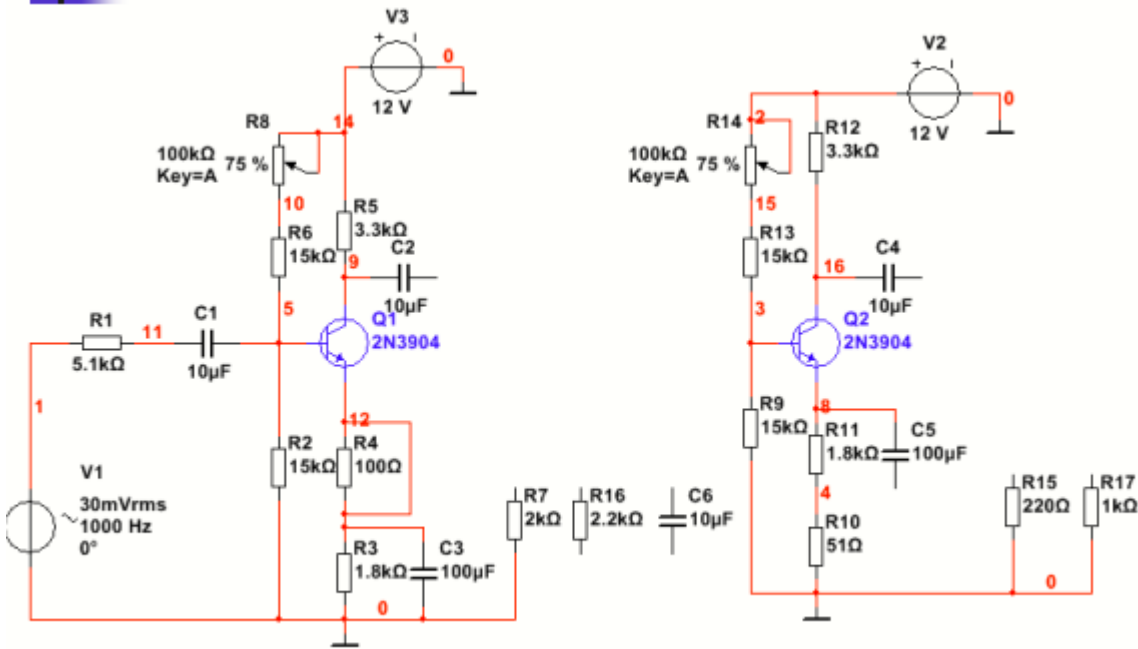 V3
0
12 V
R8
14
100kΩ
75 %
Key=A
10
R5
3.3kΩ
R6
15kΩ
9
C2
10µF
5
Q1
2N3904
R1
11
C1
5.1kΩ
10µF
1
12
R2
15kΩ
R4
100Ω
V1
30mVrms
1000 Hz
0°
R3
1.8kΩ
C3
100µF
0
R7
2kΩ
R16
2.2kΩ
C6
10µF
V2
0
12 V
R14
2
R12
3.3kΩ
100kΩ
75 %
Key=A
15
R13
15kΩ
16
C4
10µF
3
Q2
2N3904
R9
15kΩ
8
R11
1.8kΩ
C5
100µF
4
R10
51Ω
R15
220Ω
R17
1kΩ
0